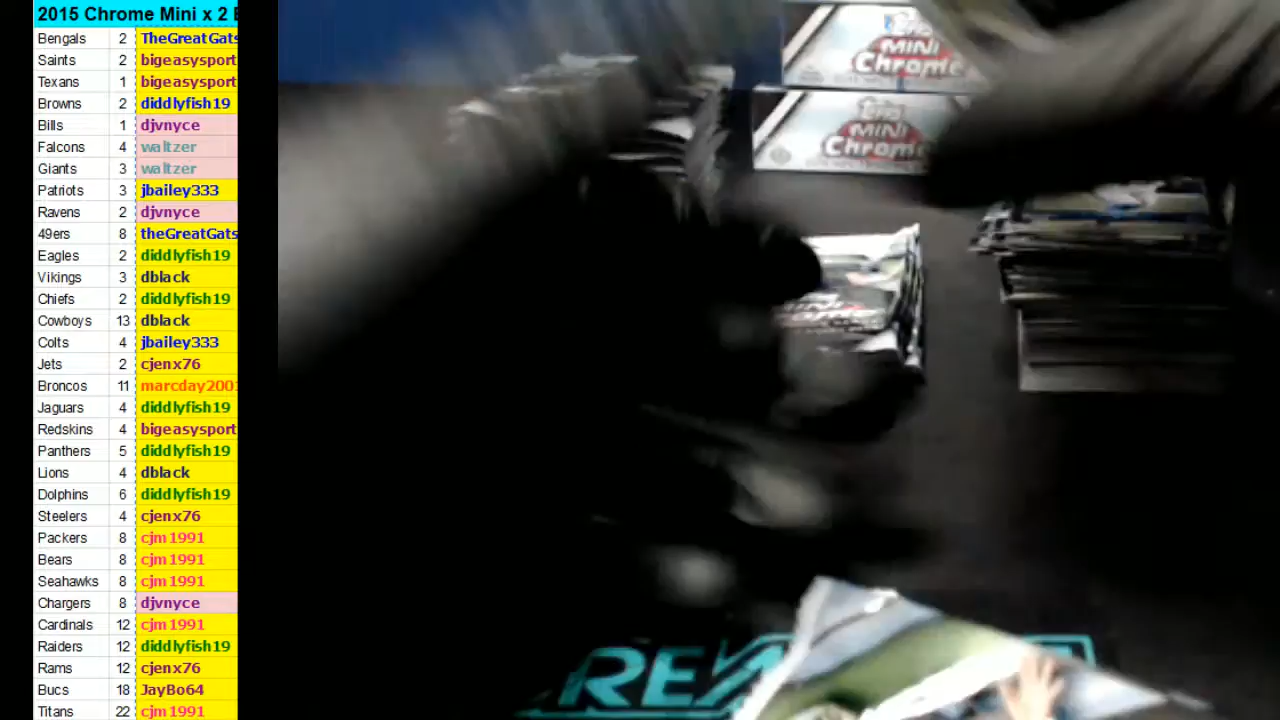 2015 Chrome Mini x 2 B
Bengals 2 TheGreatGats
Saints 2 bigeasysport
Texans 1 bigeasysport
Browns 2 diddlyfish19
Bills 1 djvnyce
Falcons 4 waltzer
Giants 3 waltzer
Patriots 3 jbailey333
Ravens 2 djvnyce
49ers 8 theGreatGats
Eagles 2 diddlyfish19
Vikings 3 dblack
Chiefs 2 diddlyfish19
Cowboys 13 dblack
Colts 4 jbailey333
Jets 2 cjenx76
Broncos 11 marcday2001
Jaguars 4 diddlyfish19
Redskins 4 bigeasysport
Panthers 5 diddlyfish19
Lions 4 dblack
Dolphins 6 diddlyfish19
Steelers 4 cjenx76
Packers 8 cjm1991
Bears 8 cjm1991
Seahawks 8 cjm1991
Chargers 8 djvnyce
Cardinals 12 cjm1991
Raiders 12 diddlyfish19
Rams 12 cjenx76
Bucs 18 JayBo64
Titans 22 cjm1991
Topps
MINI
Chrome
Topps
MINI
Chrome